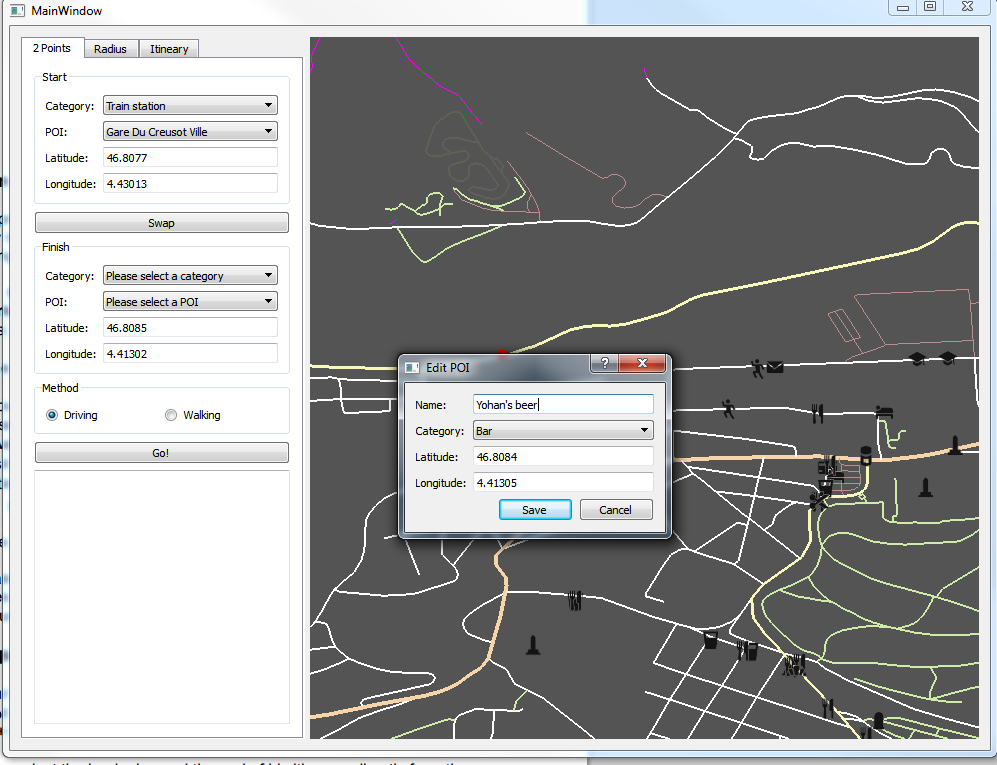 MainWindow
2 Points Radius Itineary
Start
Category: Train station
POI: Gare Du Creusot Ville
Latitude: 46.8077
Longitude: 4.43013
Swap
Finish
Category: Please select a category
POI: Please select a POI
Latitude: 46.8085
Longitude: 4.41302
Method
Driving Walking
Go!
Edit POI
?
Name: Yohan's beer
Category: Bar
Latitude: 46.8084
Longitude: 4.41305
Save Cancel